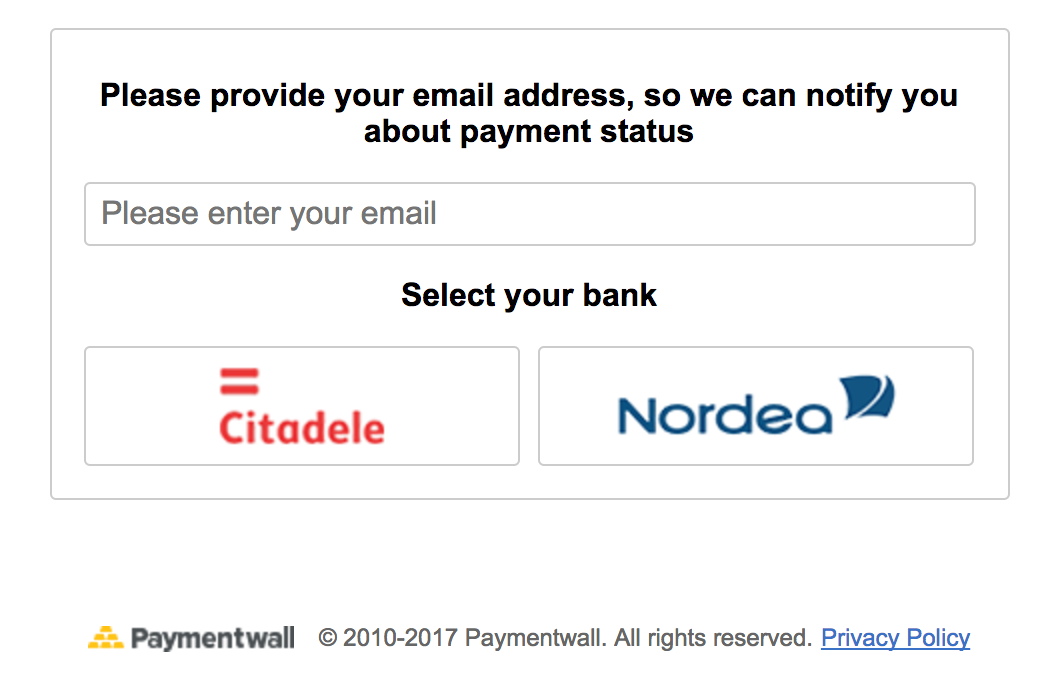 Please provide your email address, so we can notify you
about payment status
Please enter your email
Select your bank
Citadele
Nordea
Paymentwall © 2010-2017 Paymentwall. All rights reserved. Privacy Policy